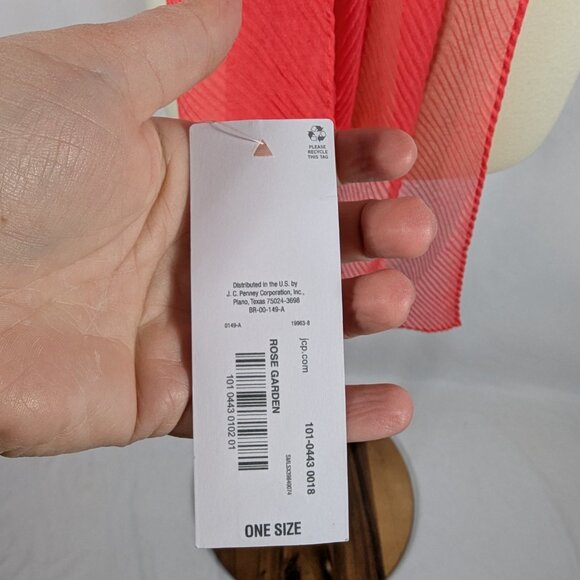 PLEASE
RECYCLE
THIS TAG
Distributed in the U.S. by
J. C. Penney Corporation, Inc.,
Plano, Texas 75024-3698
BR-00-149-A
0149-A
19963-8
jcp.com
ROSE GARDEN
101 0443 0102 01
101-0443 0018
ONE SIZE